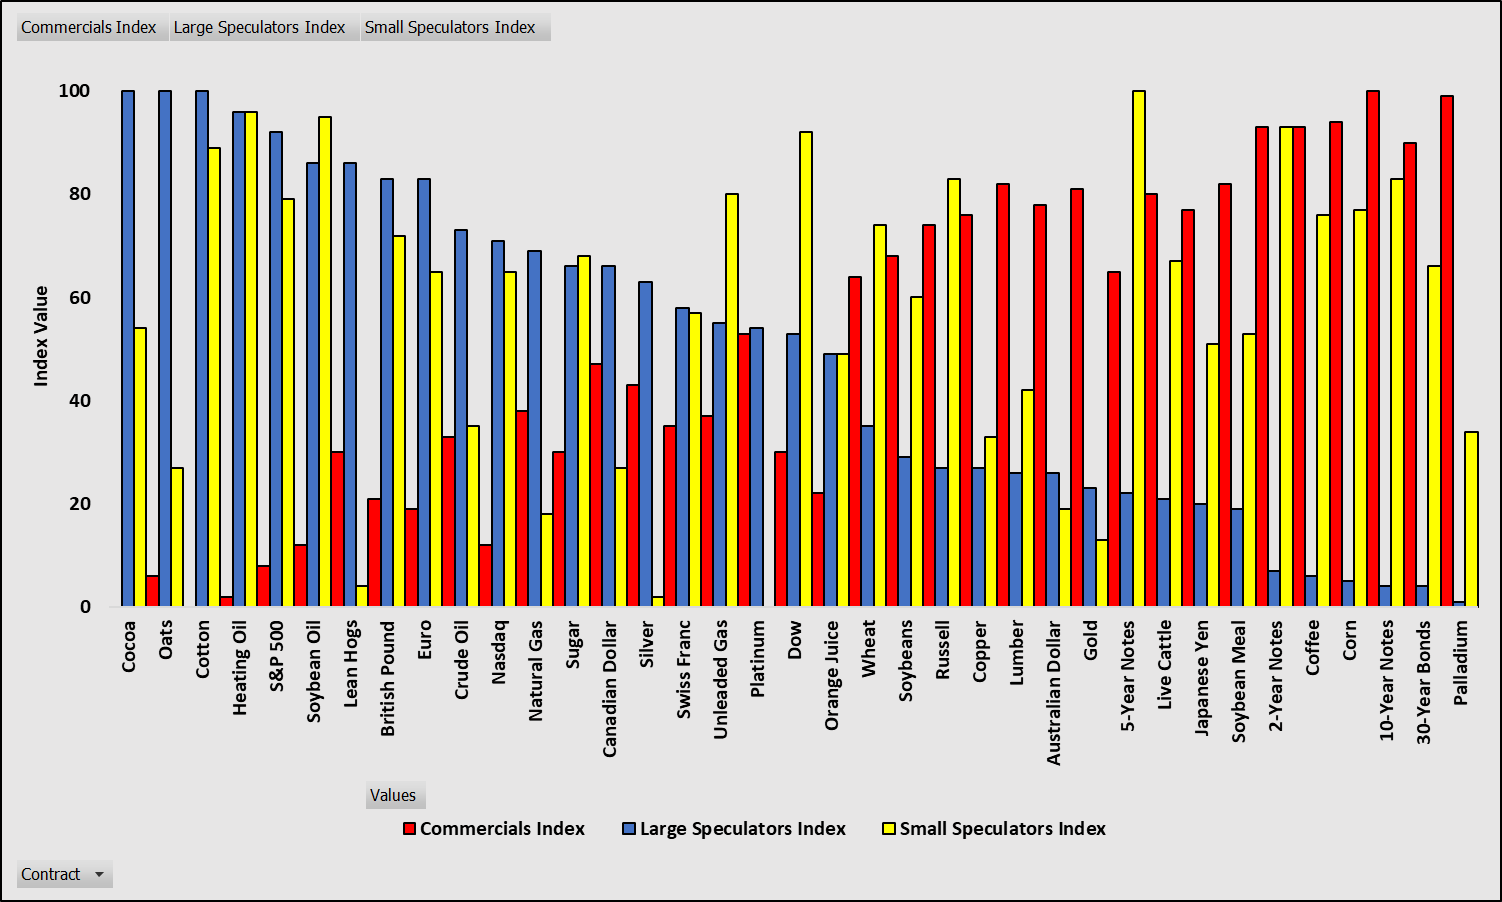 Commercials Index Large Speculators Index Small Speculators Index
100
80
60
40
20
0
Index Value
Cocoa
Oats
Cotton
Heating Oil
S&P 500
Soybean Oil
Lean Hogs
British Pound
Euro
Crude Oil
Nasdaq
Natural Gas
Sugar
Canadian Dollar
Silver
Swiss Franc
Unleaded Gas
Platinum
Dow
Orange Juice
Wheat
Soybeans
Russell
Copper
Lumber
Australian Dollar
Gold
5-Year Notes
Live Cattle
Japanese Yen
Soybean Meal
2-Year Notes
Coffee
Corn
10-Year Notes
30-Year Bonds
Palladium
Values
Commercials Index Large Speculators Index Small Speculators Index
Contract